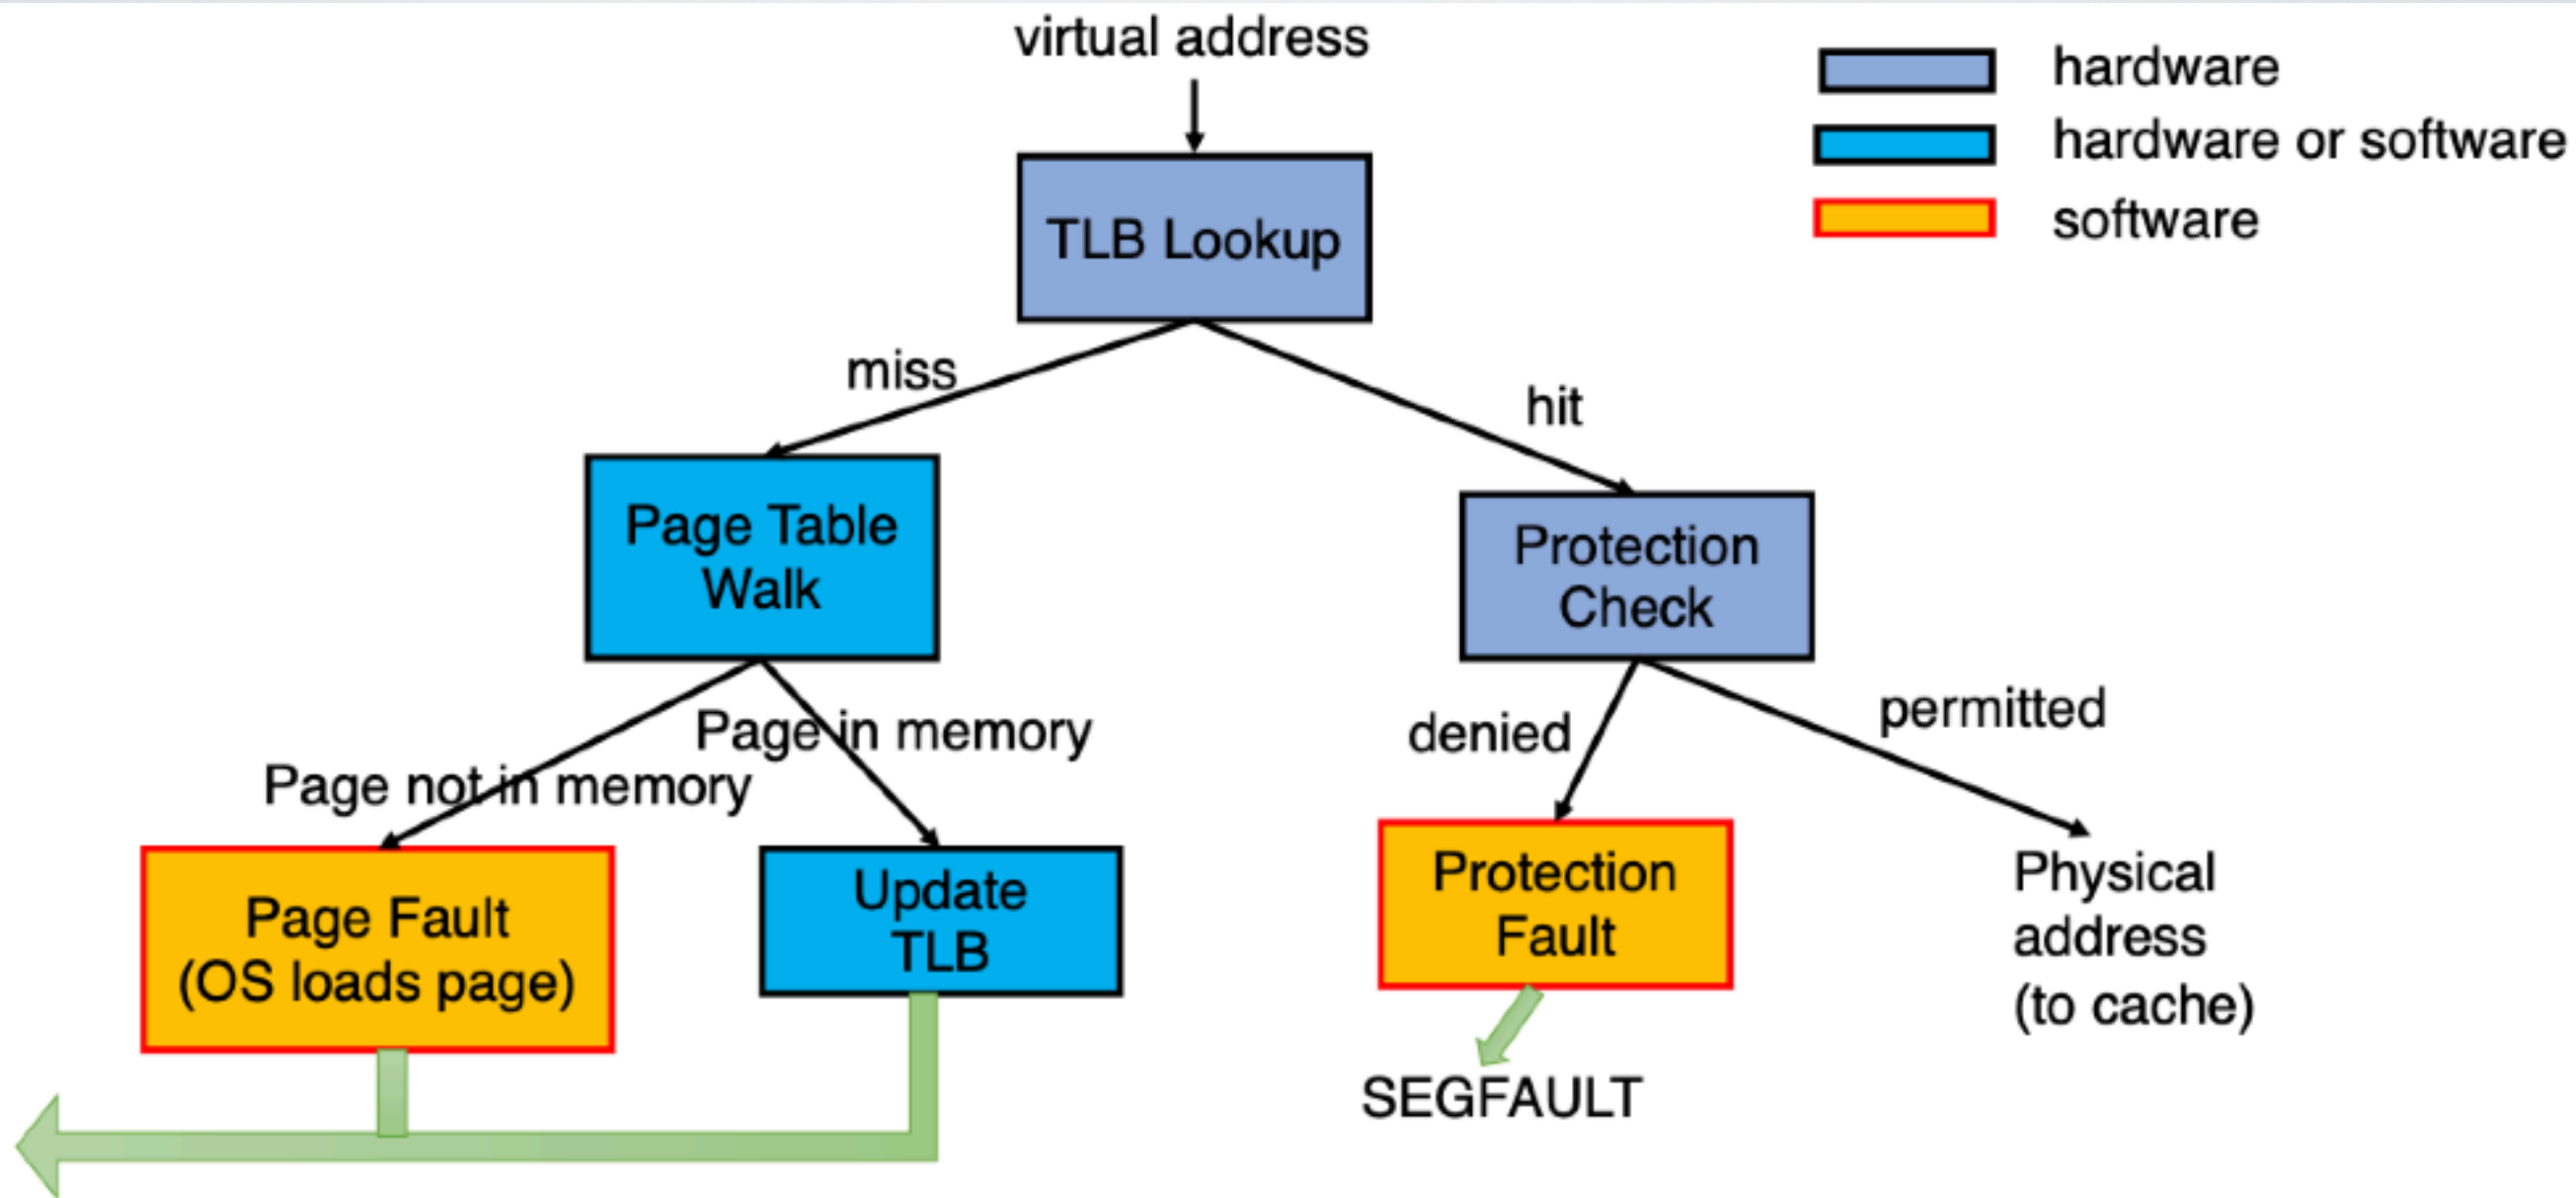 virtual address
hardware
hardware or software
software
TLB Lookup
miss
hit
Page Table
Walk
Protection
Check
Page in memory
Page not in memory
denied
permitted
Page Fault
(OS loads page)
Update
TLB
Protection
Fault
Physical
address
(to cache)
SEGFAULT